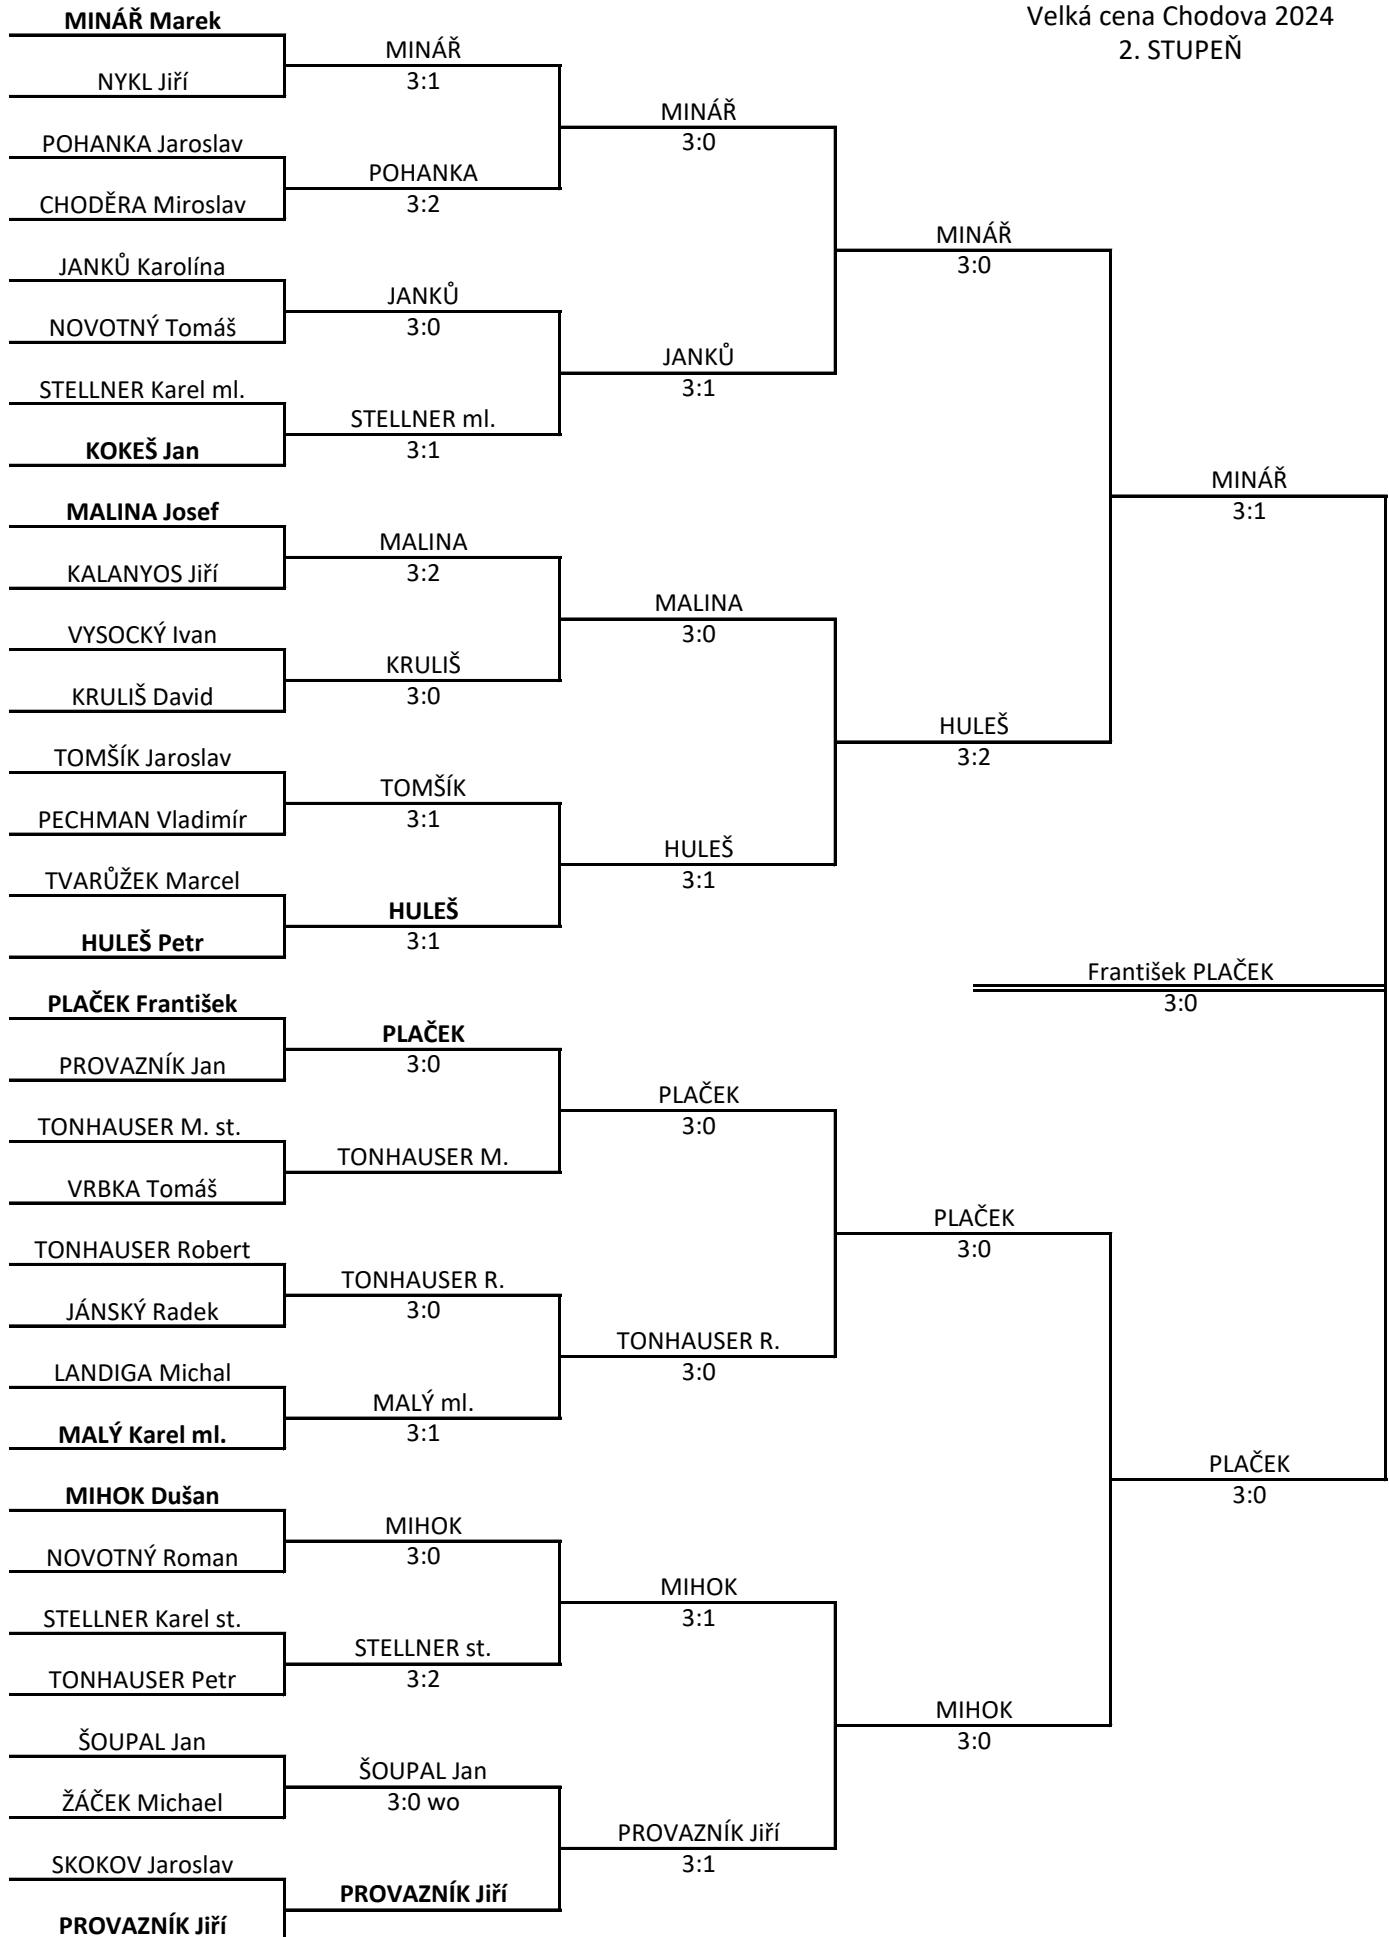 Velká cena Chodova 2024
2. STUPEŇ
MINÁŘ Marek
MINÁŘ
NYKL Jiří
3:1
MINÁŘ
POHANKA Jaroslav
3:0
POHANKA
CHODĚRA Miroslav
3:2
MINÁŘ
JANKŮ Karolína
3:0
JANKŮ
NOVOTNÝ Tomáš
3:0
JANKŮ
STELLNER Karel ml.
3:1
STELLNER ml.
KOKEŠ Jan
3:1
MINÁŘ
MALINA Josef
3:1
MALINA
KALANYOS Jiří
3:2
MALINA
VYSOCKÝ Ivan
3:0
KRULIŠ
KRULIŠ David
3:0
HULEŠ
TOMŠÍK Jaroslav
3:2
TOMŠÍK
PECHMAN Vladimír
3:1
HULEŠ
TVARŮŽEK Marcel
3:1
HULEŠ
HULEŠ Petr
3:1
František PLAČEK
PLAČEK František
3:0
PLAČEK
PROVAZNÍK Jan
3:0
PLAČEK
TONHAUSER M. st.
3:0
TONHAUSER M.
VRBKA Tomáš
PLAČEK
TONHAUSER Robert
3:0
TONHAUSER R.
JÁNSKÝ Radek
3:0
TONHAUSER R.
LANDIGA Michal
3:0
MALÝ ml.
MALÝ Karel ml.
3:1
PLAČEK
MIHOK Dušan
3:0
MIHOK
NOVOTNÝ Roman
3:0
MIHOK
STELLNER Karel st.
3:1
STELLNER st.
TONHAUSER Petr
3:2
MIHOK
ŠOUPAL Jan
3:0
ŠOUPAL Jan
ŽÁČEK Michael
3:0 wo
PROVAZNÍK Jiří
SKOKOV Jaroslav
3:1
PROVAZNÍK Jiří
PROVAZNÍK Jiří